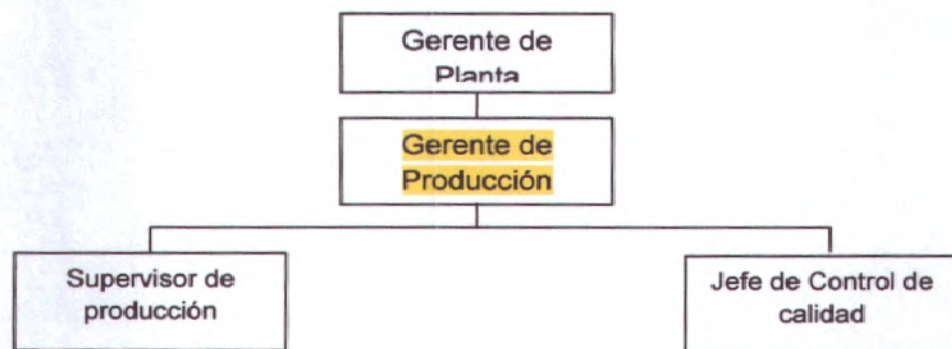 Gerente de
Planta
Gerente de
Producción
Supervisor de
producción
Jefe de Control de
calidad